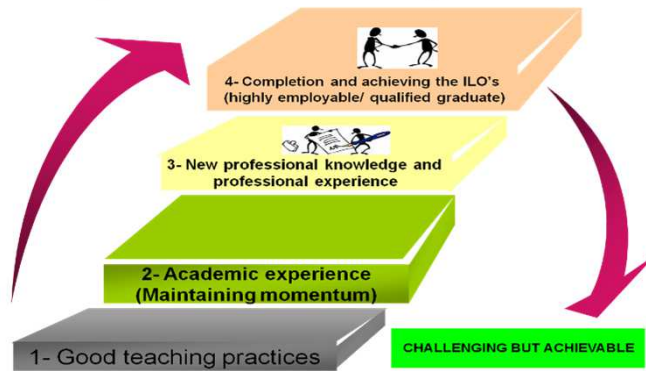 4- Completion and achieving the ILO's
(highly employable/ qualified graduate)
3- New professional knowledge and
professional experience
2- Academic experience
(Maintaining momentum)
1- Good teaching practices
CHALLENGING BUT ACHIEVABLE